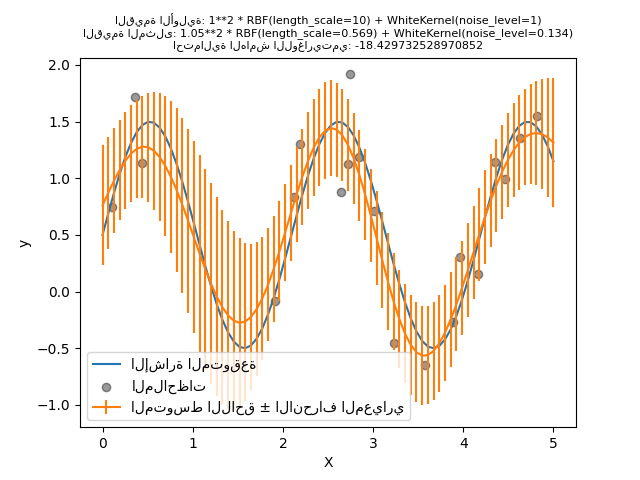 القيمة الأولية: 1**2 * RBF(length_scale=10) + WhiteKernel(noise_level=1)
القيمة المثلى: 1.05**2 * RBF(length_scale=0.569) + WhiteKernel(noise_level=0.134)
احتمالية الهامش اللوغاريتمي: -18.429732528970852
2.0
1.5
1.0
0.5
0.0
−0.5
−1.0
y
الإشارة المتوقعة
الملاحظات
المتوسط اللاحق ± الانحراف المعياري
0 1 2 3 4 5
X